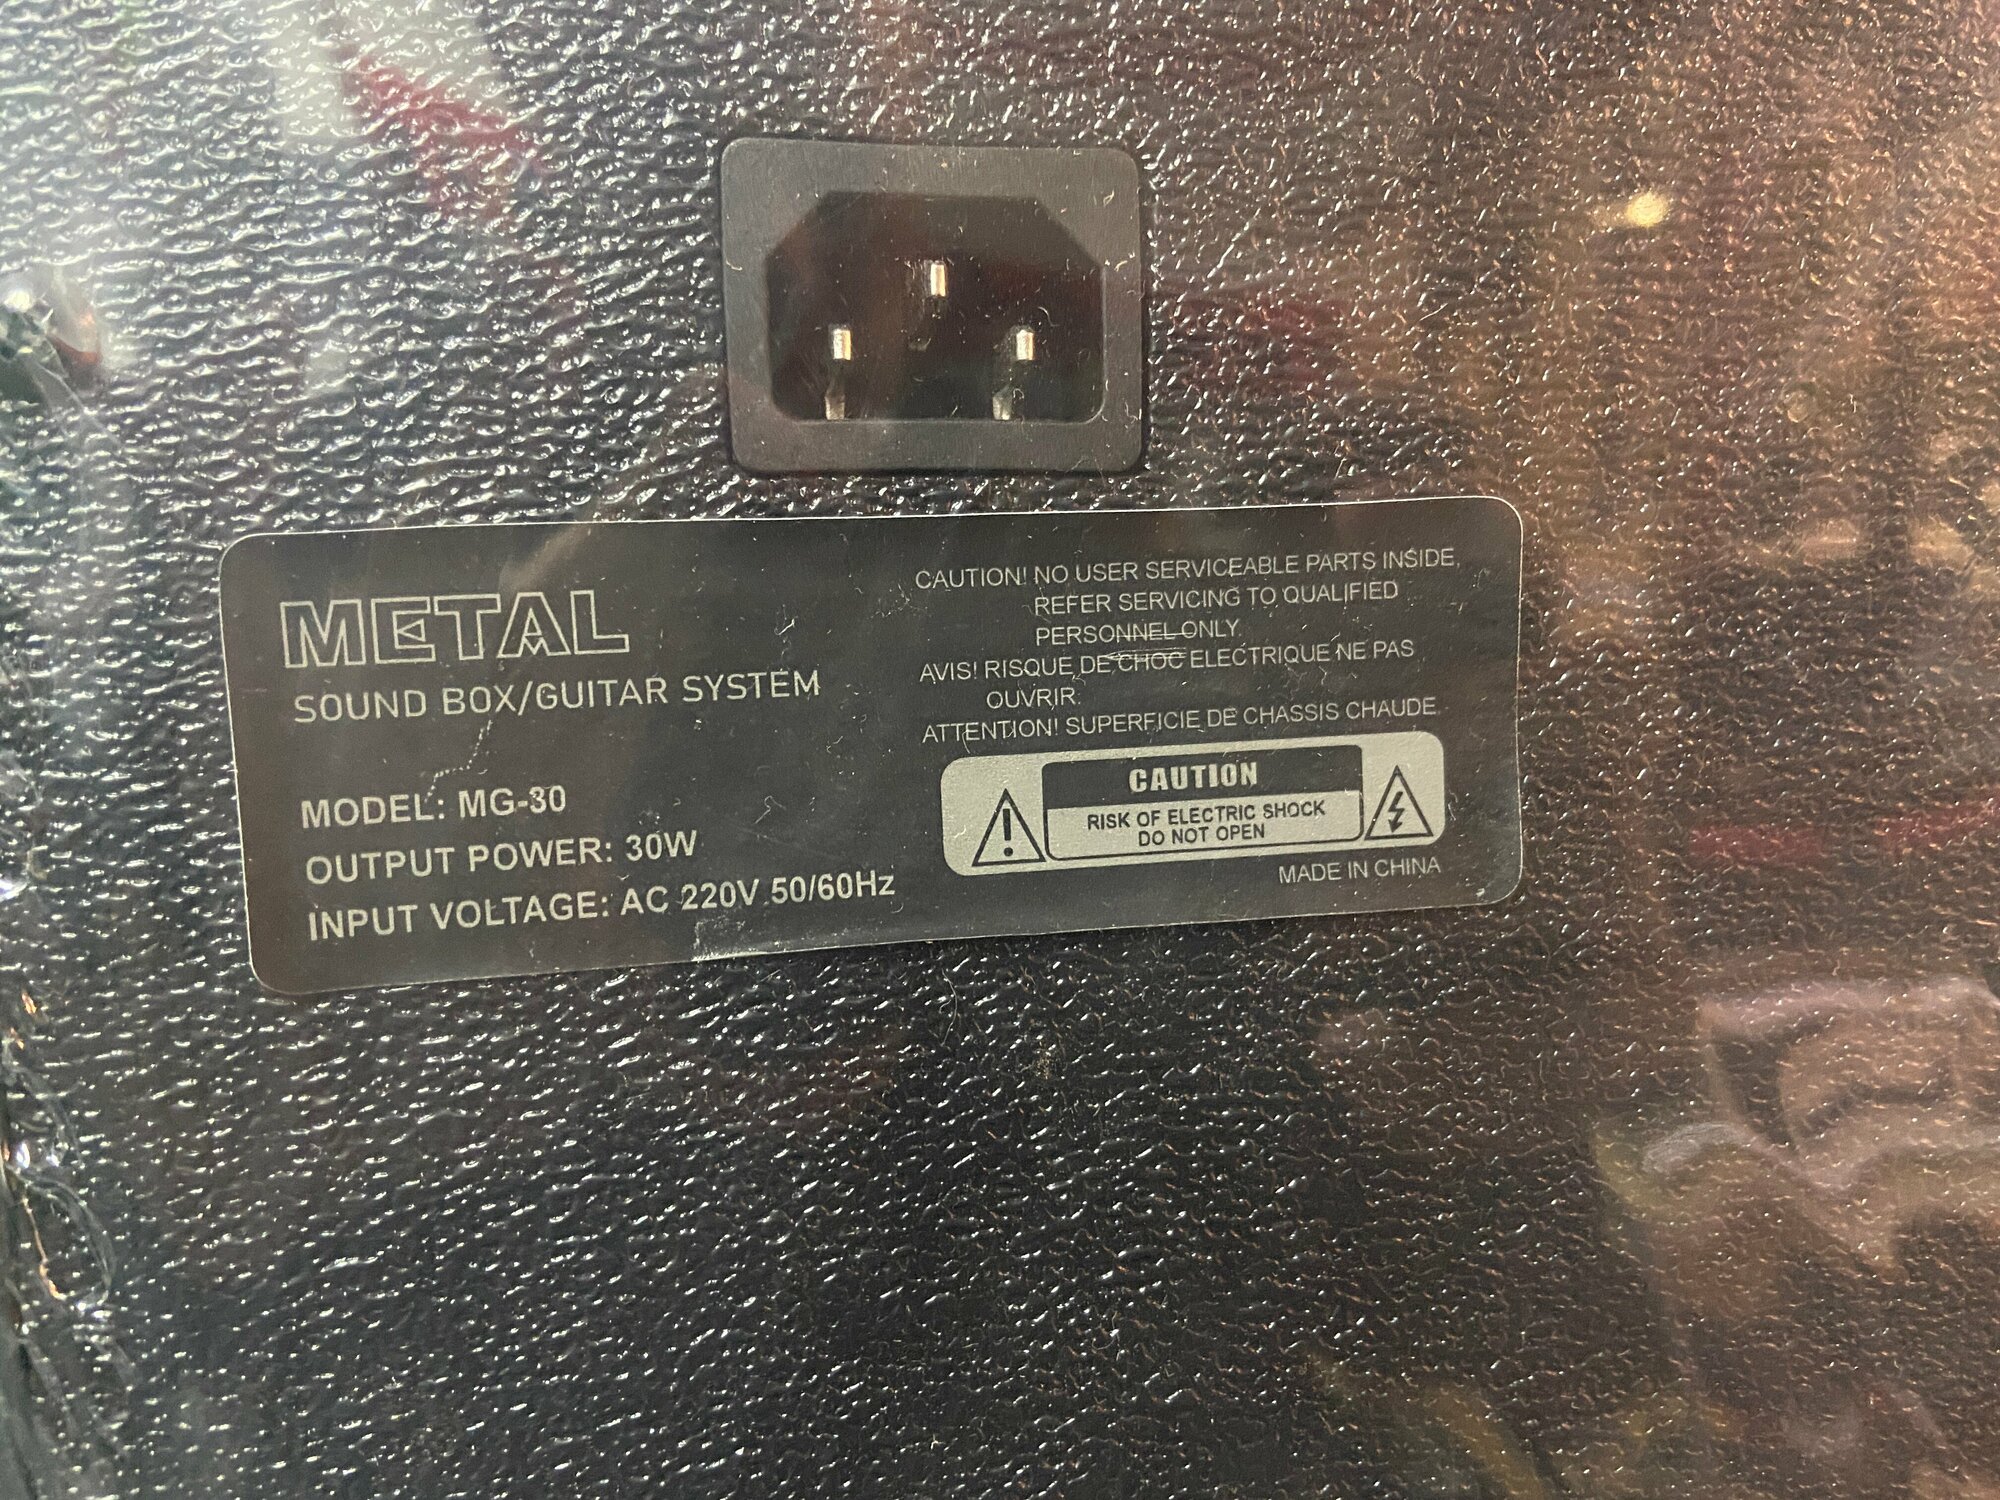 METAL
SOUND BOX/GUITAR SYSTEM
MODEL: MG-30
OUTPUT POWER: 30W
INPUT VOLTAGE: AC 220V 50/60Hz
CAUTION! NO USER SERVICEABLE PARTS INSIDE,
REFER SERVICING TO QUALIFIED
PERSONNEL ONLY.
AVIS! RISQUE DE CHOC ELECTRIQUE NE PAS
OUVRIR.
ATTENTION! SUPERFICIE DE CHASSIS CHAUDE
CAUTION
RISK OF ELECTRIC SHOCK
DO NOT OPEN
MADE IN CHINA